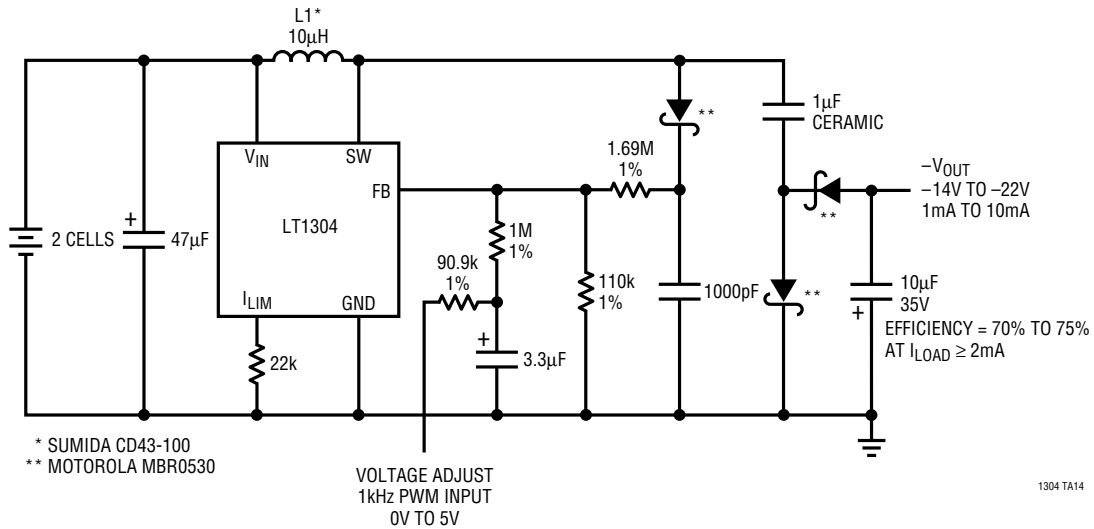 L1*
10µH
V_IN
SW
FB
LT1304
I_LIM
GND
2 CELLS
+
47µF
22k
90.9k
1%
1M
1%
+
3.3µF
110k
1%
1.69M
1%
**
1000pF
1µF
CERAMIC
**
**
–V_OUT
–14V TO –22V
1mA TO 10mA
10µF
35V
+
EFFICIENCY = 70% TO 75%
AT I_LOAD ≥ 2mA
* SUMIDA CD43-100
** MOTOROLA MBR0530
VOLTAGE ADJUST
1kHz PWM INPUT
0V TO 5V
1304 TA14